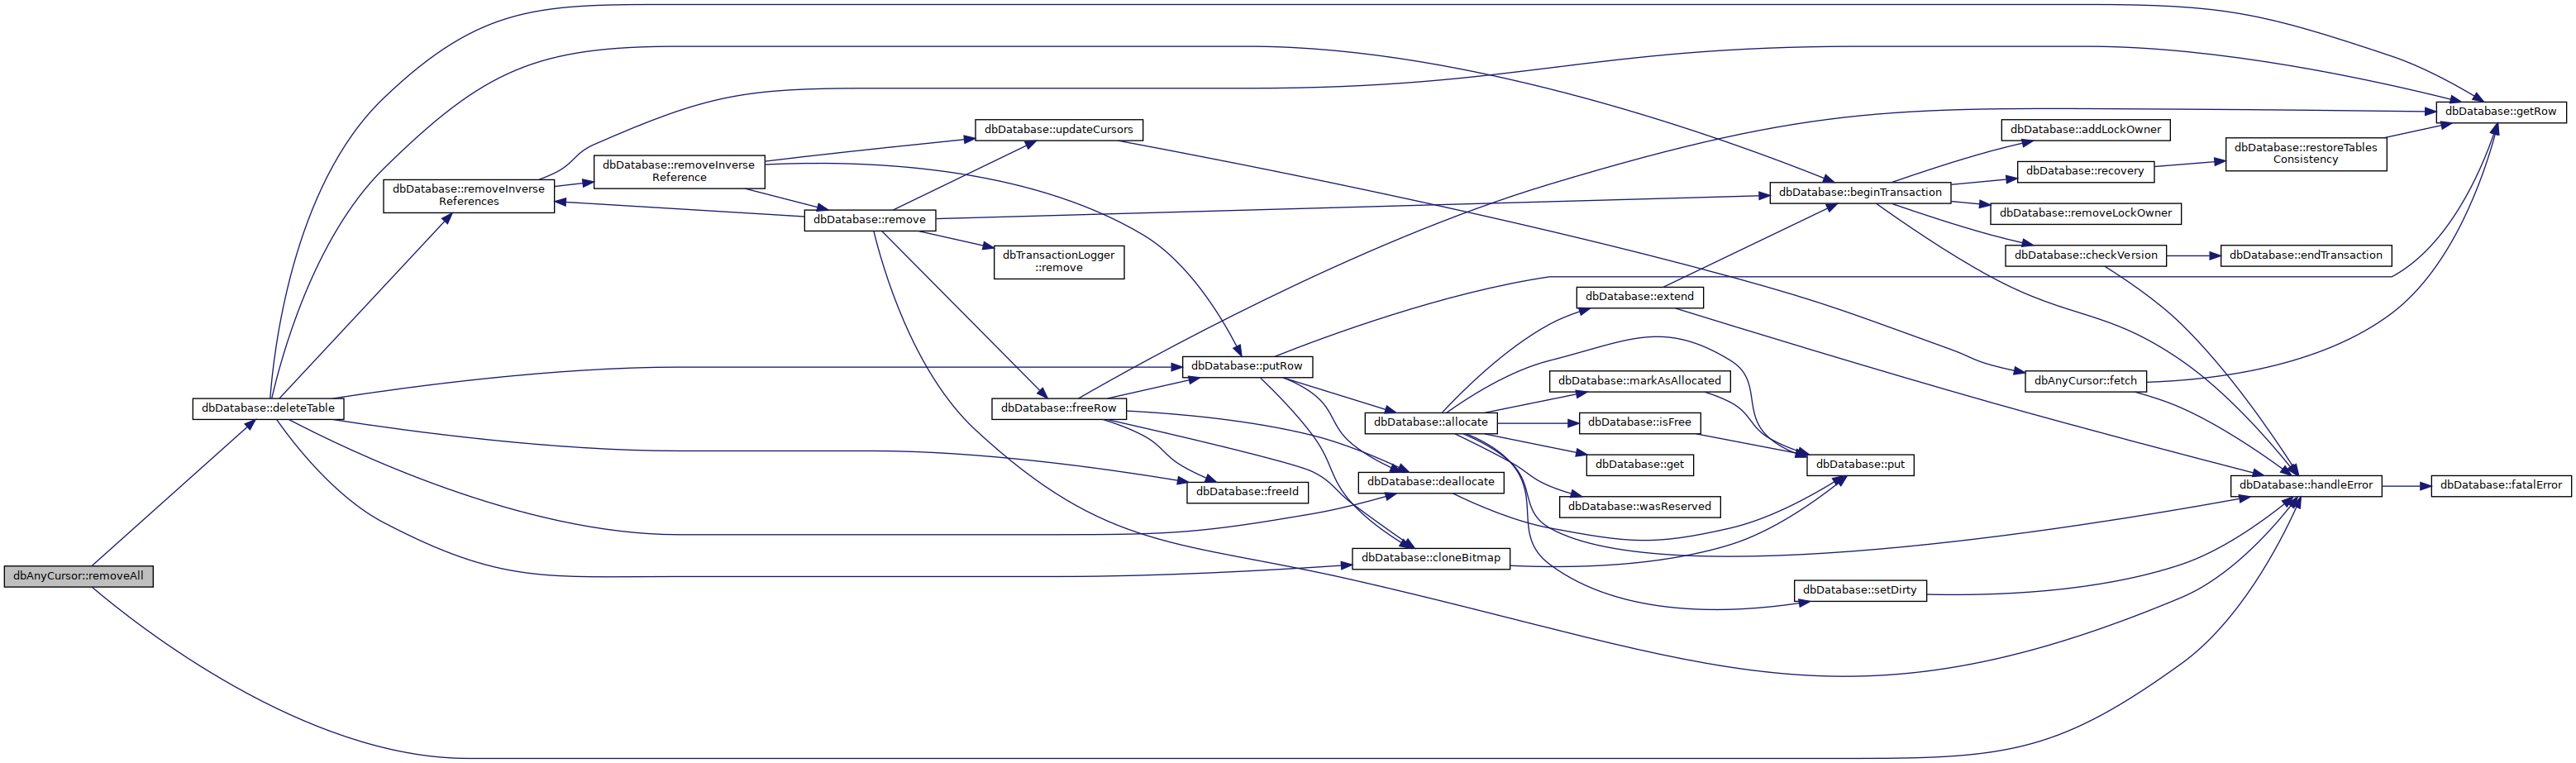 dbAnyCursor::removeAll
dbDatabase::deleteTable
dbDatabase::removeInverse
References
dbDatabase::removeInverse
Reference
dbDatabase::remove
dbDatabase::updateCursors
dbTransactionLogger
::remove
dbDatabase::freeRow
dbDatabase::putRow
dbDatabase::freeId
dbDatabase::allocate
dbDatabase::deallocate
dbDatabase::cloneBitmap
dbDatabase::extend
dbDatabase::markAsAllocated
dbDatabase::isFree
dbDatabase::get
dbDatabase::wasReserved
dbDatabase::beginTransaction
dbDatabase::put
dbDatabase::setDirty
dbDatabase::addLockOwner
dbDatabase::recovery
dbDatabase::removeLockOwner
dbDatabase::checkVersion
dbAnyCursor::fetch
dbDatabase::restoreTables
Consistency
dbDatabase::endTransaction
dbDatabase::handleError
dbDatabase::getRow
dbDatabase::fatalError